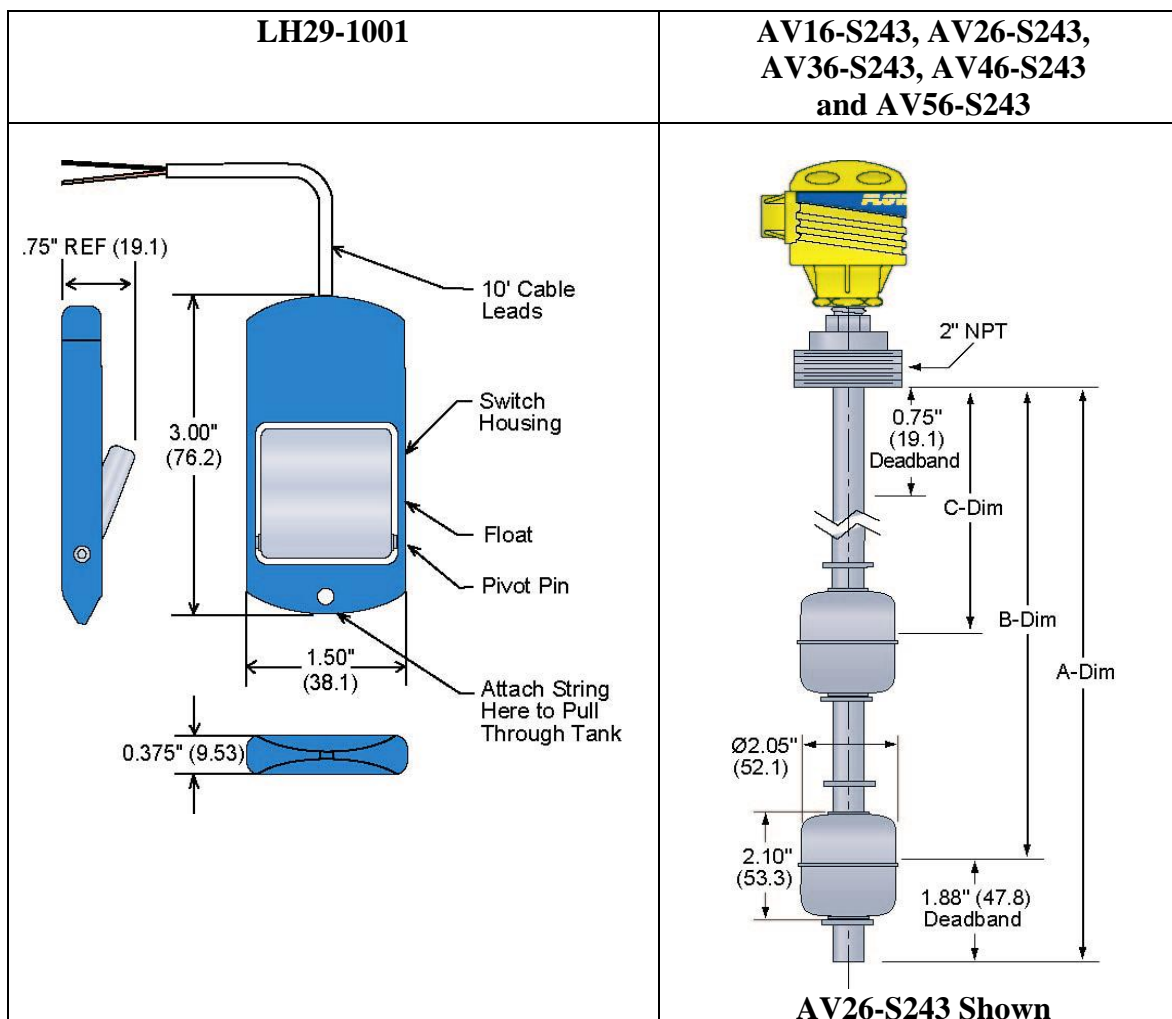 LH29-1001
AV16-S243, AV26-S243,
AV36-S243, AV46-S243
and AV56-S243
.75" REF (19.1)
10' Cable
Leads
3.00"
(76.2)
Switch
Housing
Float
Pivot Pin
1.50"
(38.1)
Attach String
Here to Pull
Through Tank
0.375" (9.53)
FLOW
2" NPT
0.75"
(19.1)
Deadband
C-Dim
B-Dim
A-Dim
Ø2.05"
(52.1)
2.10"
(53.3)
1.88" (47.8)
Deadband
AV26-S243 Shown